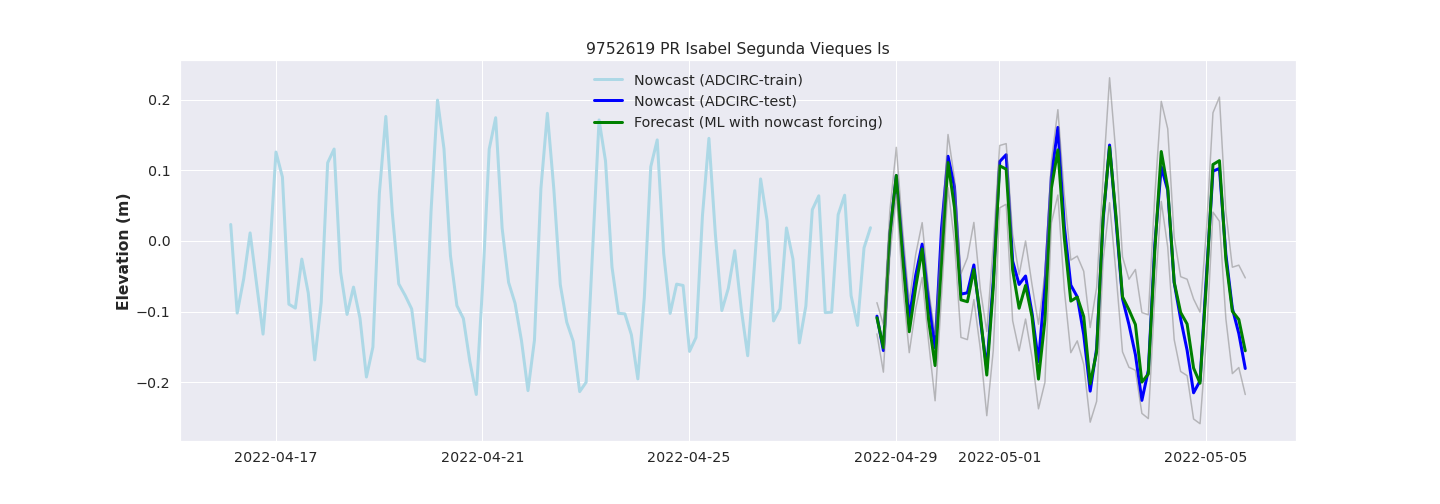 9752619 PR Isabel Segunda Vieques Is
Nowcast (ADCIRC-train)
Nowcast (ADCIRC-test)
Forecast (ML with nowcast forcing)
Elevation (m)
0.2
0.1
0.0
−0.1
−0.2
2022-04-17 2022-04-21 2022-04-25 2022-04-29 2022-05-01 2022-05-05